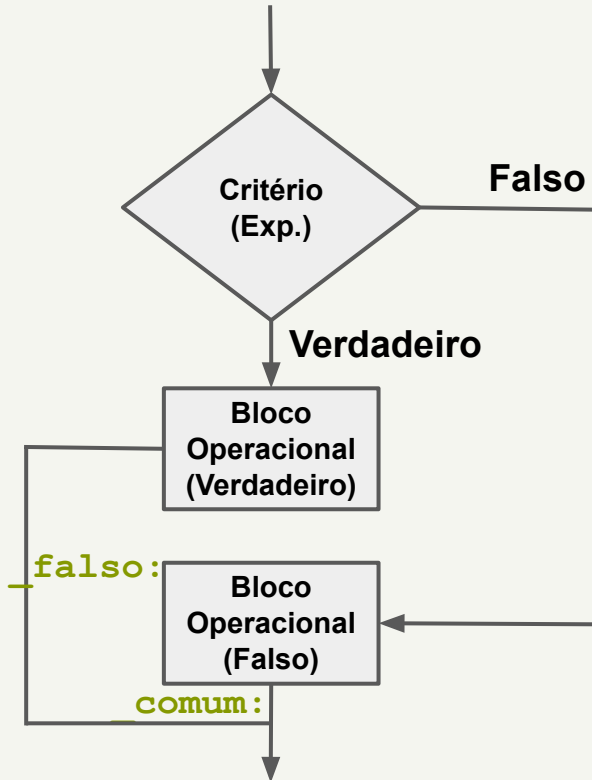 Critério
(Exp.)
Falso
Verdadeiro
Bloco
Operacional
(Verdadeiro)
_falso:
Bloco
Operacional
(Falso)
_comum: